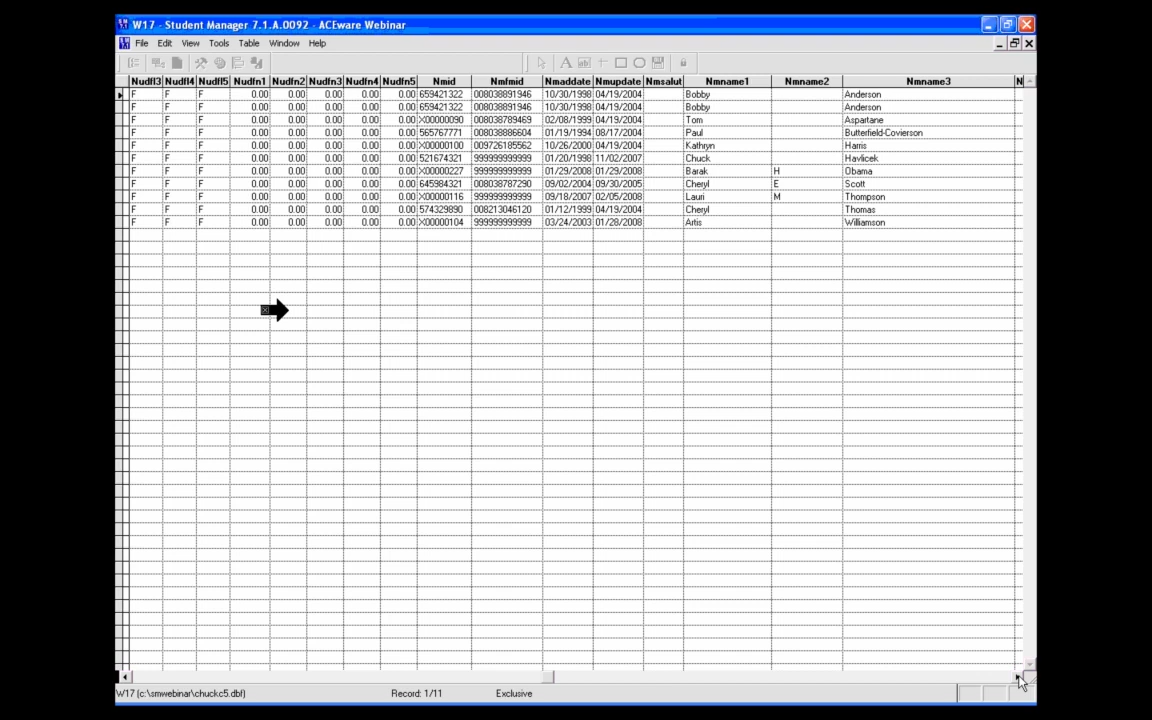 W17 - Student Manager 7.1.A.0092 - ACEware Webinar
File Edit View Tools Table Window Help
Nudfl3 Nudfl4 Nudfl5 Nudfn1 Nudfn2 Nudfn3 Nudfn4 Nudfn5 Nmid Nmfmid Nmaddate Nmupdate Nmsalut Nmname1 Nmname2 Nmname3 N
F F F 0.00 0.00 0.00 0.00 0.00 659421322 008038891946 10/30/1998 04/19/2004 Bobby Anderson
F F F 0.00 0.00 0.00 0.00 0.00 659421322 008038891946 10/30/1998 04/19/2004 Bobby Anderson
F F F 0.00 0.00 0.00 0.00 0.00 X00000090 008038789469 02/08/1999 04/19/2004 Tom Aspartane
F F F 0.00 0.00 0.00 0.00 0.00 565767771 008038886604 01/19/1994 08/17/2004 Paul Butterfield-Covierson
F F F 0.00 0.00 0.00 0.00 0.00 X00000100 009726185562 10/26/2000 04/19/2004 Kathryn Harris
F F F 0.00 0.00 0.00 0.00 0.00 521674321 999999999999 01/20/1998 11/02/2007 Chuck Havlicek
F F F 0.00 0.00 0.00 0.00 0.00 X00000227 999999999999 01/29/2008 01/29/2008 Barak H Obama
F F F 0.00 0.00 0.00 0.00 0.00 645984321 008038787290 09/02/2004 09/30/2005 Cheryl E Scott
F F F 0.00 0.00 0.00 0.00 0.00 X00000116 999999999999 09/18/2007 02/05/2008 Lauri M Thompson
F F F 0.00 0.00 0.00 0.00 0.00 574329890 008213046120 01/12/1999 04/19/2004 Cheryl Thomas
F F F 0.00 0.00 0.00 0.00 0.00 X00000104 999999999999 03/24/2003 01/28/2008 Artis Williamson
W17 (c:\smwebinar\chuckc5.dbf) Record: 1/11 Exclusive